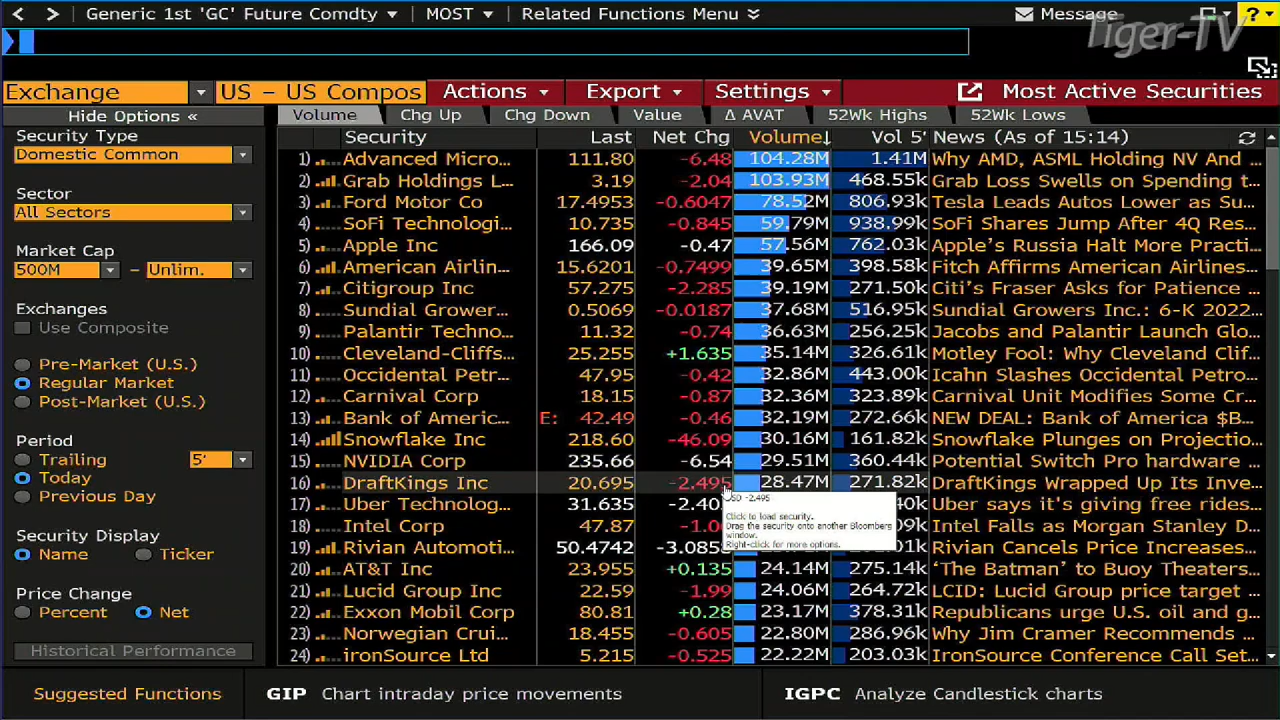 < > Generic 1st 'GC' Future Comdty MOST Related Functions Menu Message ?
Tiger-TV
Exchange US - US Compos Actions Export Settings Most Active Securities
Hide Options « Volume Chg Up Chg Down Value Δ AVAT 52Wk Highs 52Wk Lows
Security Type
Domestic Common
Sector
All Sectors
Market Cap
500M - Unlim.
Exchanges
Use Composite
Pre-Market (U.S.)
Regular Market
Post-Market (U.S.)
Period
Trailing 5'
Today
Previous Day
Security Display
Name Ticker
Price Change
Percent Net
Historical Performance
Security Last Net Chg Volume↓ Vol 5' News (As of 15:14)
1) Advanced Micro... 111.80 -6.48 104.28M 1.41M Why AMD, ASML Holding NV And ...
2) Grab Holdings L... 3.19 -2.04 103.93M 468.55k Grab Loss Swells on Spending t...
3) Ford Motor Co 17.4953 -0.6047 78.52M 806.93k Tesla Leads Autos Lower as Su...
4) SoFi Technologi... 10.735 -0.845 59.79M 938.99k SoFi Shares Jump After 4Q Res...
5) Apple Inc 166.09 -0.47 57.56M 762.03k Apple's Russia Halt More Practi...
6) American Airlin... 15.6201 -0.7499 39.65M 398.58k Fitch Affirms American Airlines...
7) Citigroup Inc 57.275 -2.285 39.19M 271.50k Citi's Fraser Asks for Patience ...
8) Sundial Grower... 0.5069 -0.0187 37.68M 516.95k Sundial Growers Inc.: 6-K 2022...
9) Palantir Techno... 11.32 -0.74 36.63M 256.25k Jacobs and Palantir Launch Glo...
10) Cleveland-Cliffs... 25.255 +1.635 35.14M 326.61k Motley Fool: Why Cleveland Clif...
11) Occidental Petr... 47.95 -0.42 32.86M 443.00k Icahn Slashes Occidental Petro...
12) Carnival Corp 18.15 -0.87 32.36M 323.89k Carnival Unit Modifies Some Cr...
13) Bank of Americ... E: 42.49 -0.46 32.19M 272.66k NEW DEAL: Bank of America $B...
14) Snowflake Inc 218.60 -46.09 30.16M 161.82k Snowflake Plunges on Projectio...
15) NVIDIA Corp 235.66 -6.54 29.51M 360.44k Potential Switch Pro hardware ...
16) DraftKings Inc 20.695 -2.495 28.47M 271.82k DraftKings Wrapped Up Its Inve...
17) Uber Technolog... 31.635 Uber says it's giving free rid...
18) Intel Corp 47.87 Intel Falls as Morgan Stanley D...
19) Rivian Automoti... 50.4742 Rivian Cancels Price Increases...
USD -2.495
Click to load security.
Drag the security onto another Bloomberg
window.
Right-click for more options.
20) AT&T Inc 23.955 +0.135 24.14M 275.14k 'The Batman' to Buoy Theaters...
21) Lucid Group Inc 22.59 -1.99 24.06M 264.72k LCID: Lucid Group price target ...
22) Exxon Mobil Corp 80.81 +0.28 23.17M 378.31k Republicans urge U.S. oil and g...
23) Norwegian Crui... 18.455 -0.605 22.80M 286.96k Why Jim Cramer Recommends ...
24) ironSource Ltd 5.215 -0.525 22.22M 203.03k IronSource Conference Call Set...
Suggested Functions GIP Chart intraday price movements IGPC Analyze Candlestick charts